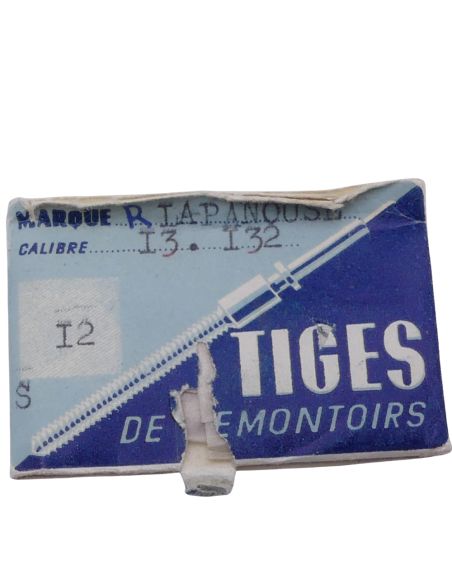 MARQUE R LAPANOUSE
CALIBRE I3. I32
I2
S
TIGES
DE EMONTOIRS